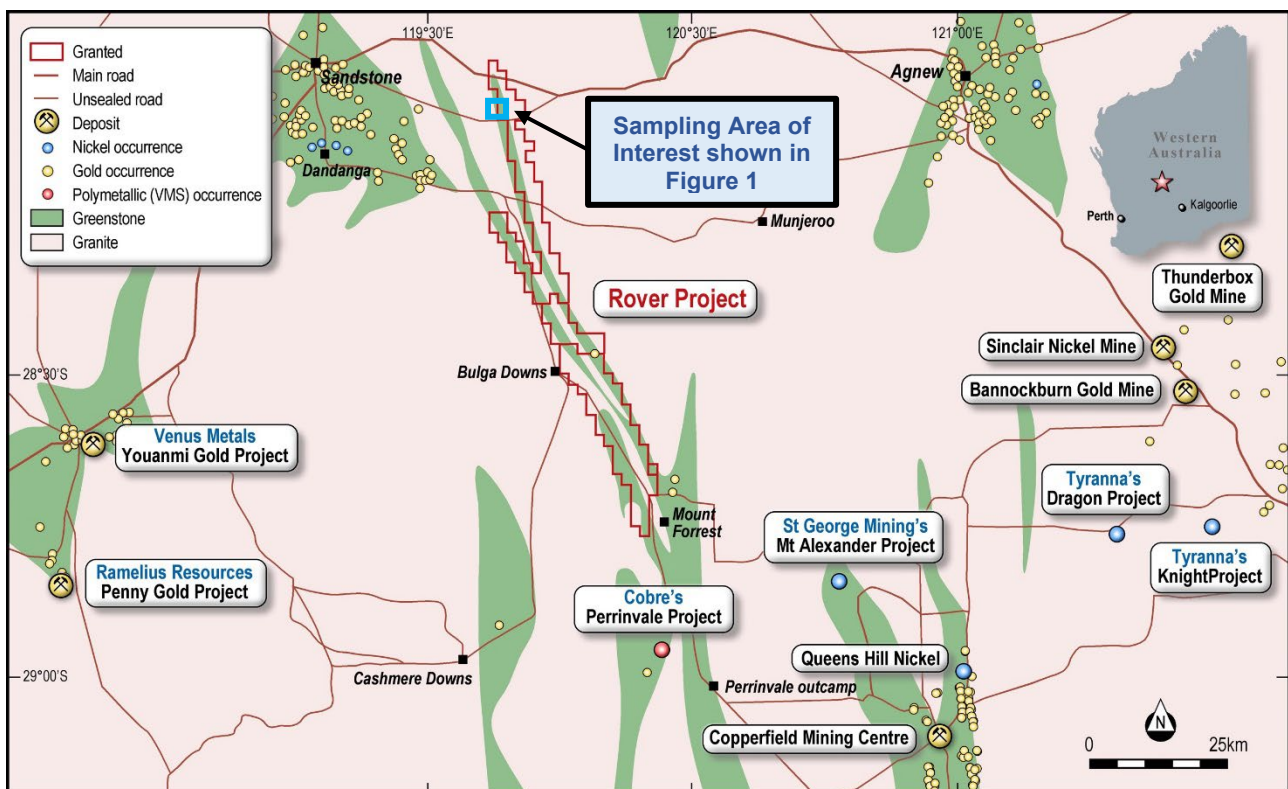 119°30'E
120°30'E
121°00'E
Granted
Main road
Unsealed road
Deposit
Nickel occurrence
Gold occurrence
Polymetallic (VMS) occurrence
Greenstone
Granite
Sandstone
Dandanga
Agnew
Sampling Area of
Interest shown in
Figure 1
Munjeroo
Western
Australia
Perth
Kalgoorlie
Thunderbox
Gold Mine
Rover Project
Sinclair Nickel Mine
Bannockburn Gold Mine
28°30'S
Bulga Downs
Venus Metals
Youanmi Gold Project
Tyranna's
Dragon Project
Mount
Forrest
St George Mining's
Mt Alexander Project
Tyranna's
KnightProject
Ramelius Resources
Penny Gold Project
Cobre's
Perrinvale Project
Queens Hill Nickel
29°00'S
Cashmere Downs
Perrinvale outcamp
Copperfield Mining Centre
N
0
25km